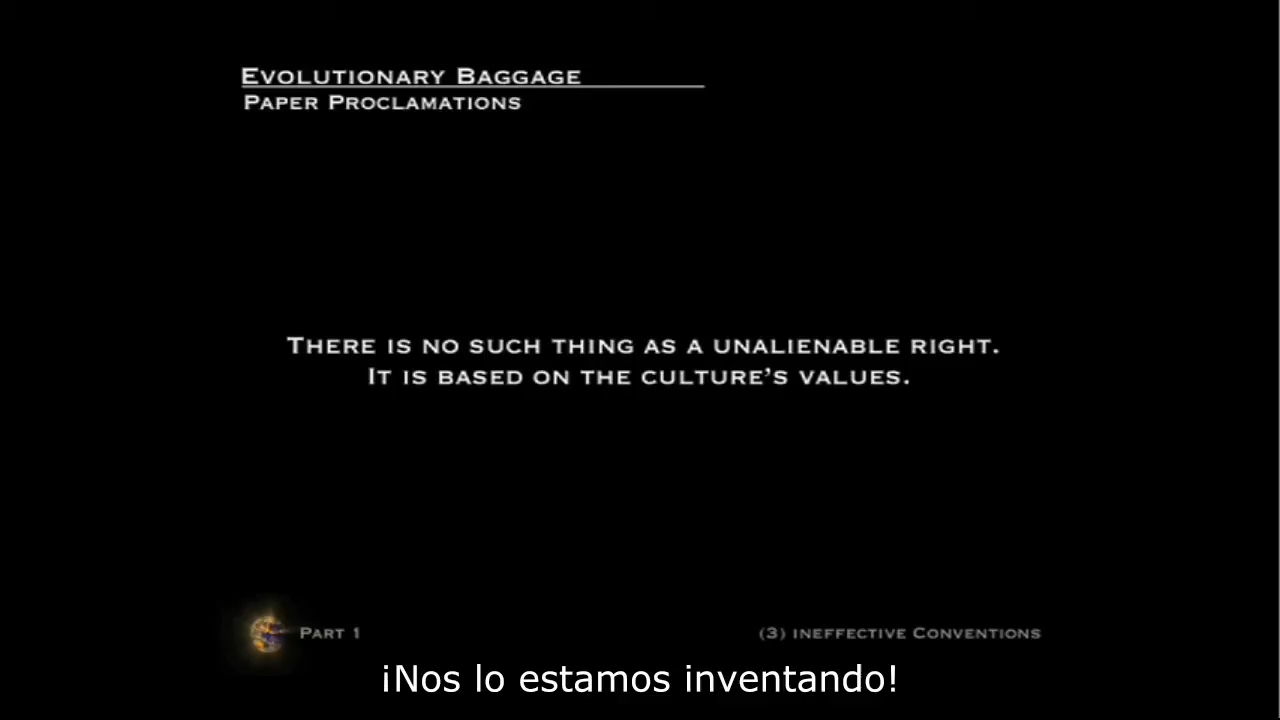 Evolutionary Baggage
Paper Proclamations
There is no such thing as a unalienable right.
It is based on the culture's values.
Part 1
(3) ineffective Conventions
¡Nos lo estamos inventando!